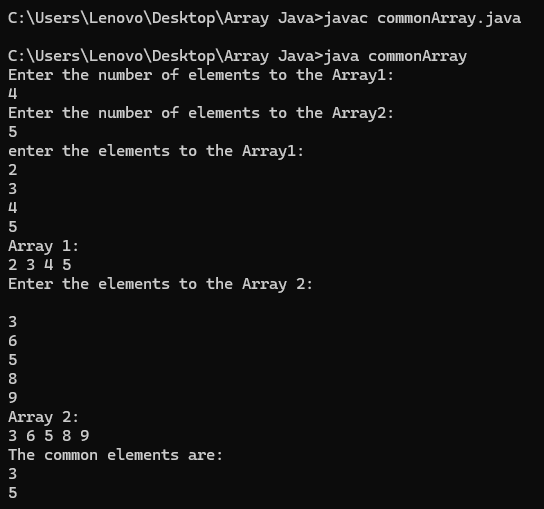 C:\Users\Lenovo\Desktop\Array Java>javac commonArray.java
C:\Users\Lenovo\Desktop\Array Java>java commonArray
Enter the number of elements to the Array1:
4
Enter the number of elements to the Array2:
5
enter the elements to the Array1:
2
3
4
5
Array 1:
2 3 4 5
Enter the elements to the Array 2:
3
6
5
8
9
Array 2:
3 6 5 8 9
The common elements are:
3
5